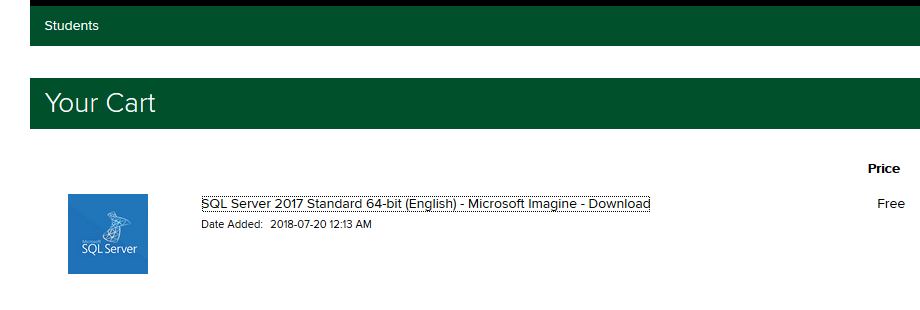 Students
Your Cart
Price
Microsoft
SQL Server
SQL Server 2017 Standard 64-bit (English) - Microsoft Imagine - Download
Free
Date Added: 2018-07-20 12:13 AM